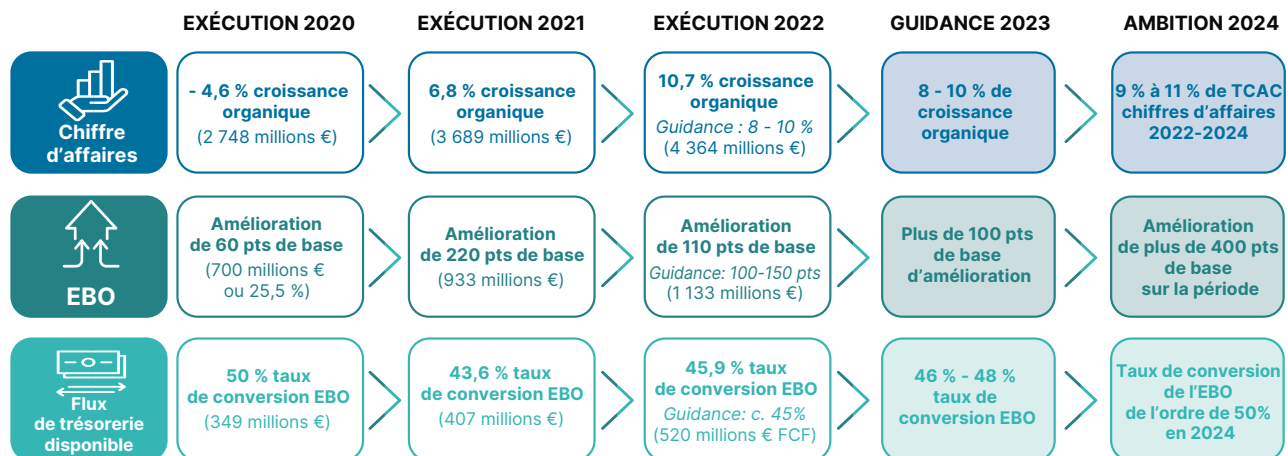 EXÉCUTION 2020
EXÉCUTION 2021
EXÉCUTION 2022
GUIDANCE 2023
AMBITION 2024
Chiffre
d'affaires
- 4,6 % croissance
organique
(2 748 millions €)
6,8 % croissance
organique
(3 689 millions €)
10,7 % croissance
organique
Guidance : 8 - 10 %
(4 364 millions €)
8 - 10 % de
croissance
organique
9 % à 11 % de TCAC
chiffres d'affaires
2022-2024
EBO
Amélioration
de 60 pts de base
(700 millions €
ou 25,5 %)
Amélioration
de 220 pts de base
(933 millions €)
Amélioration
de 110 pts de base
Guidance: 100-150 pts
(1 133 millions €)
Plus de 100 pts
de base
d'amélioration
Amélioration
de plus de 400 pts
de base
sur la période
Flux
de trésorerie
disponible
50 % taux
de conversion EBO
(349 millions €)
43,6 % taux
de conversion EBO
(407 millions €)
45,9 % taux
de conversion EBO
Guidance: c. 45%
(520 millions € FCF)
46 % - 48 %
taux de
conversion EBO
Taux de conversion
de l'EBO
de l'ordre de 50%
en 2024